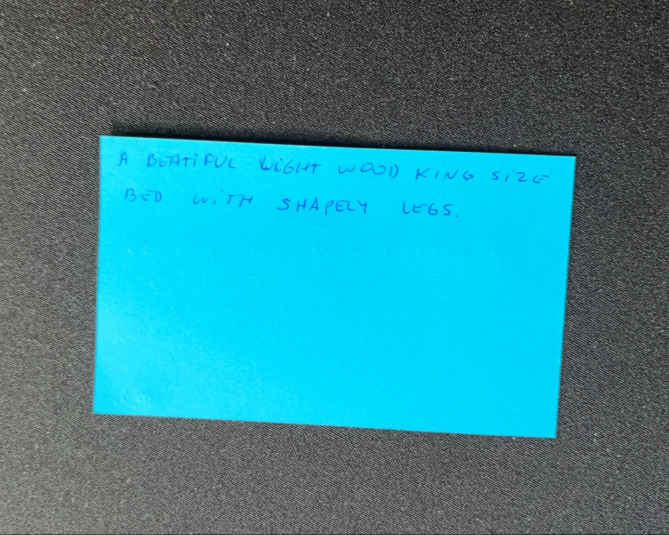 A BEATiFUL LiGHT WOOD KING SiZE
BED WiTH SHAPELY LEGS.